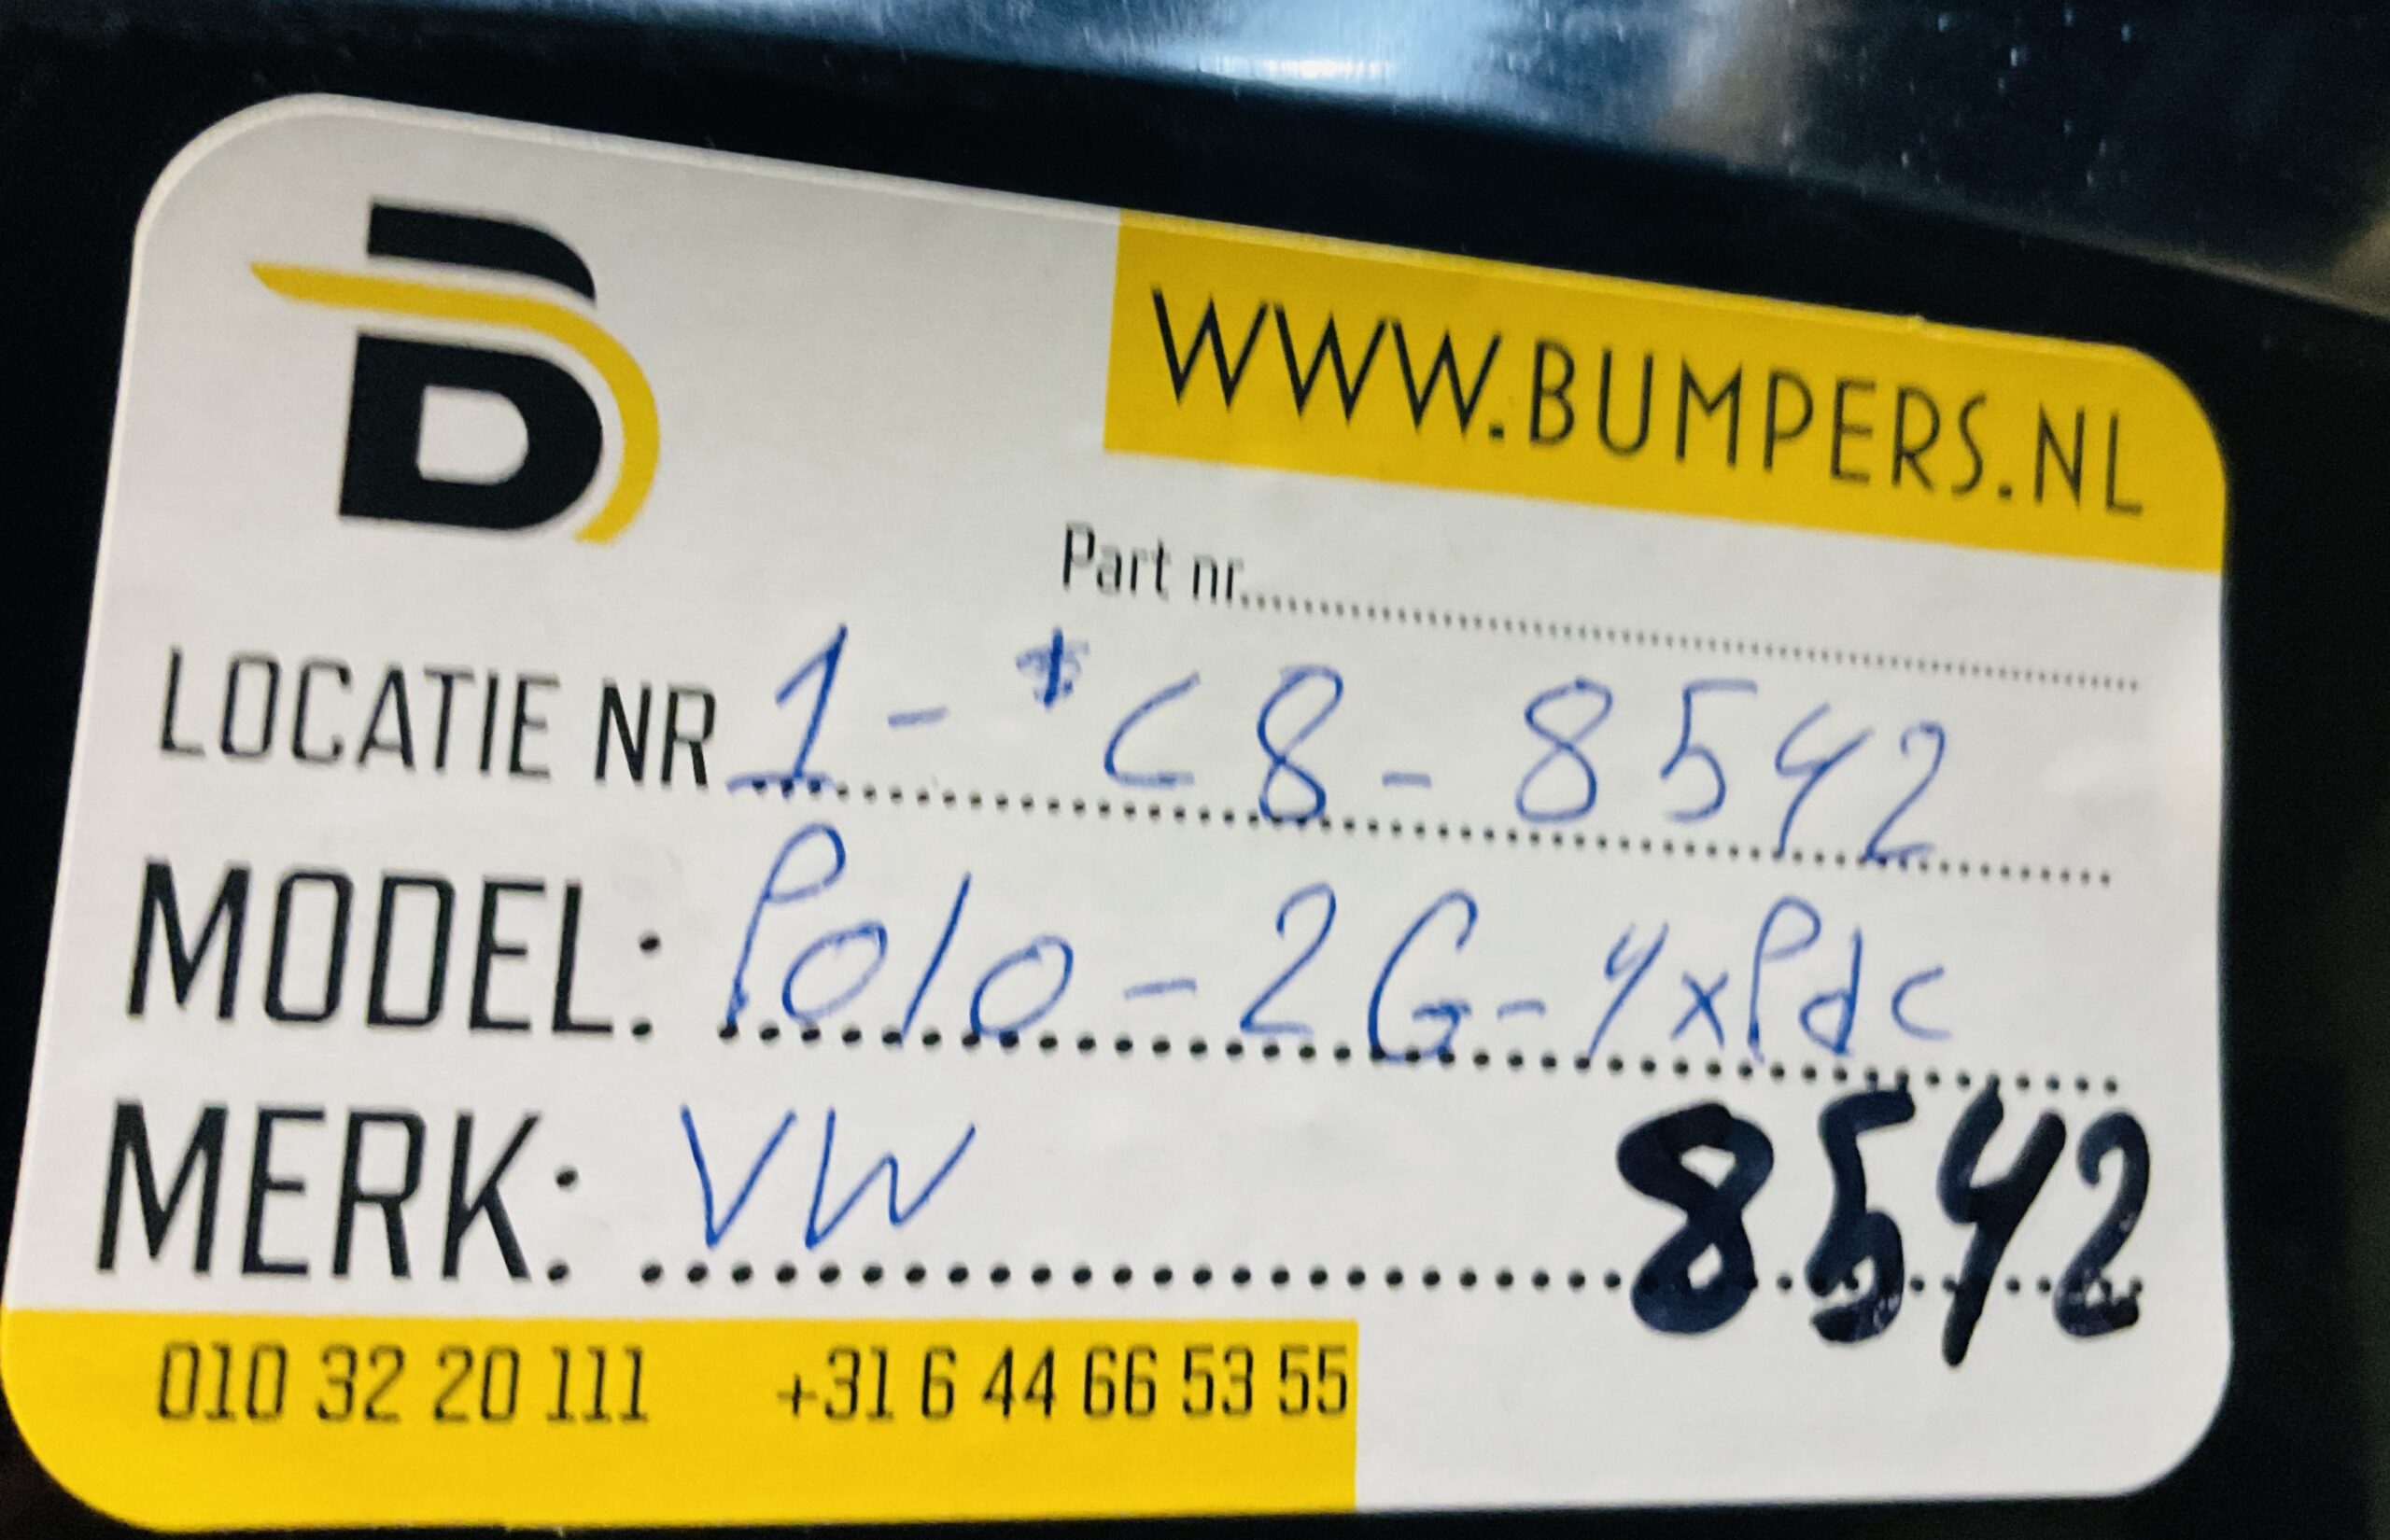 B
WWW.BUMPERS.NL
Part nr.
LOCATIE NR 1 - * C8 - 8542
MODEL: Polo - 2G - 4xPdc
MERK: VW 8542
010 32 20 111 +31 6 44 66 53 55